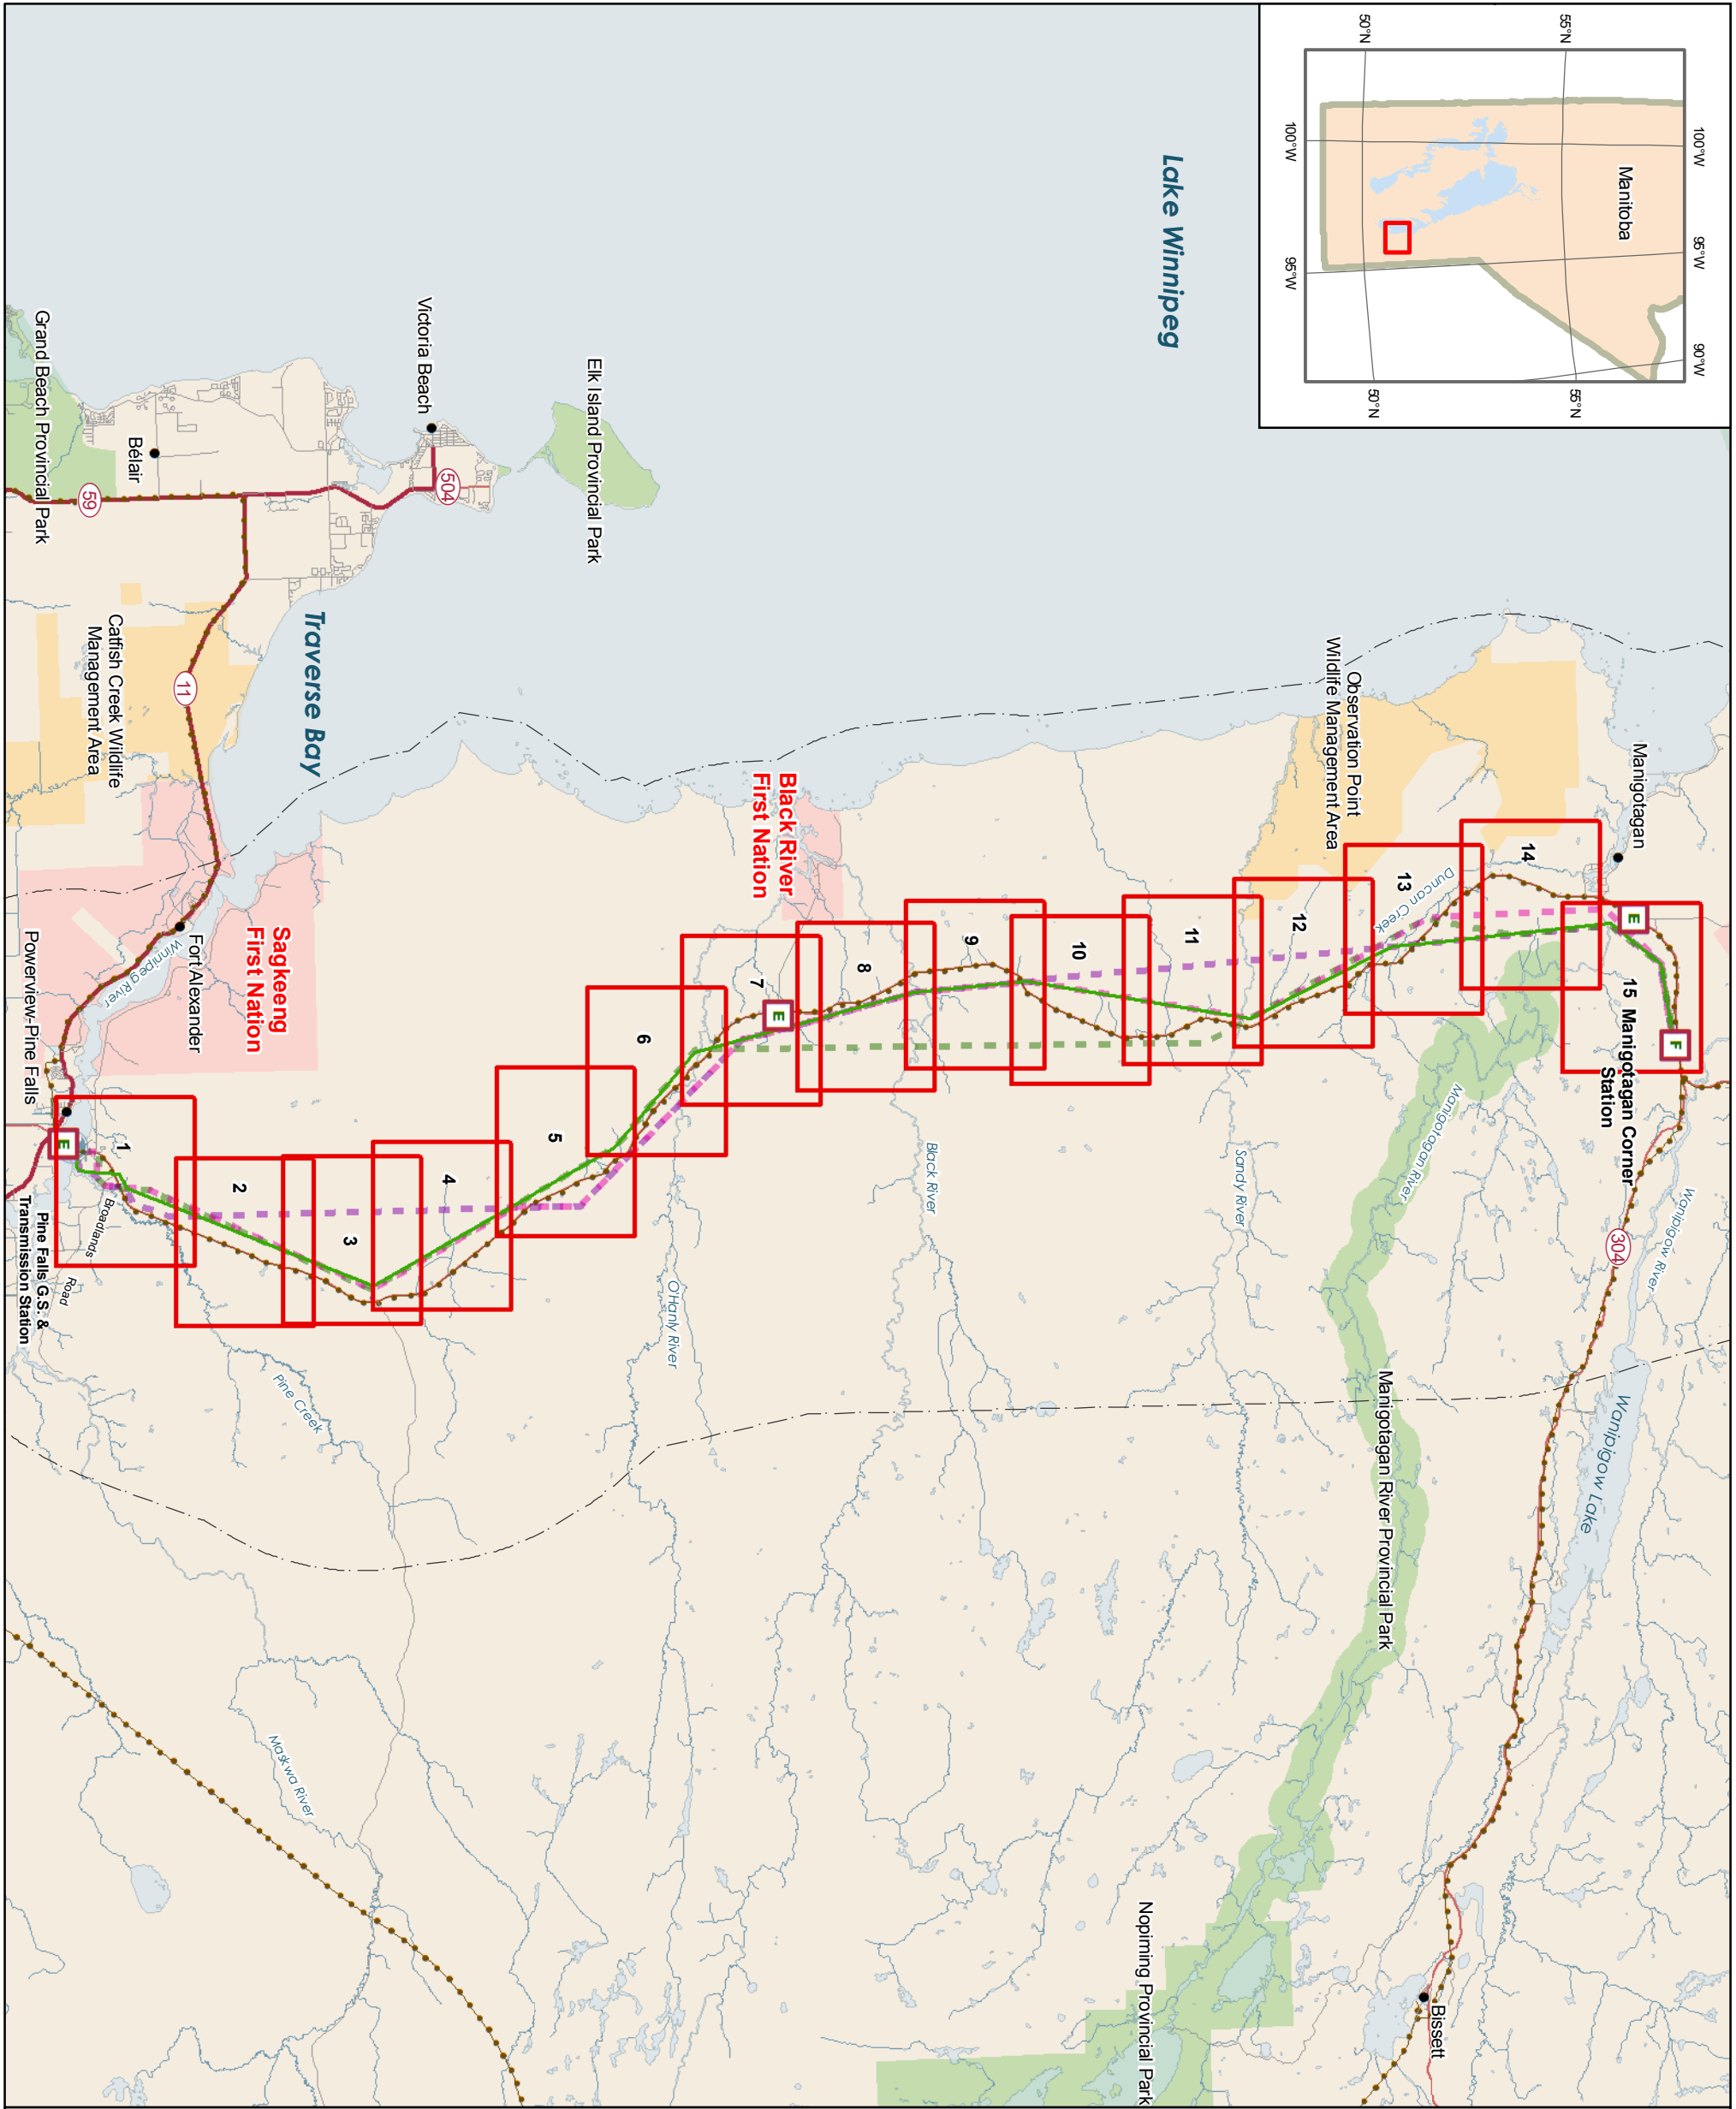 50°N
55°N
100°W
95°W
90°W
100°W
95°W
50°N
55°N
Manitoba
Lake Winnipeg
Manigotagan
Wanipigow River
Wanipigow Lake
304
15
Manigotagan Corner
Station
E
F
14
Duncan Creek
13
Observation Point
Wildlife Management Area
Manigotagan River
Manigotagan River Provincial Park
Bissett
12
Sandy River
11
Nopiming Provincial Park
10
9
Black River
8
Black River
First Nation
7
E
O'Hanly River
6
Elk Island Provincial Park
5
Victoria Beach
504
4
Traverse Bay
3
Pine Creek
Maskwa River
Sagkeeng
First Nation
2
Fort Alexander
Winnipeg River
11
Bélair
1
Catfish Creek Wildlife
Management Area
Broadlands
Road
59
E
Grand Beach Provincial Park
Powerview-Pine Falls
Pine Falls G.S. &
Transmission Station